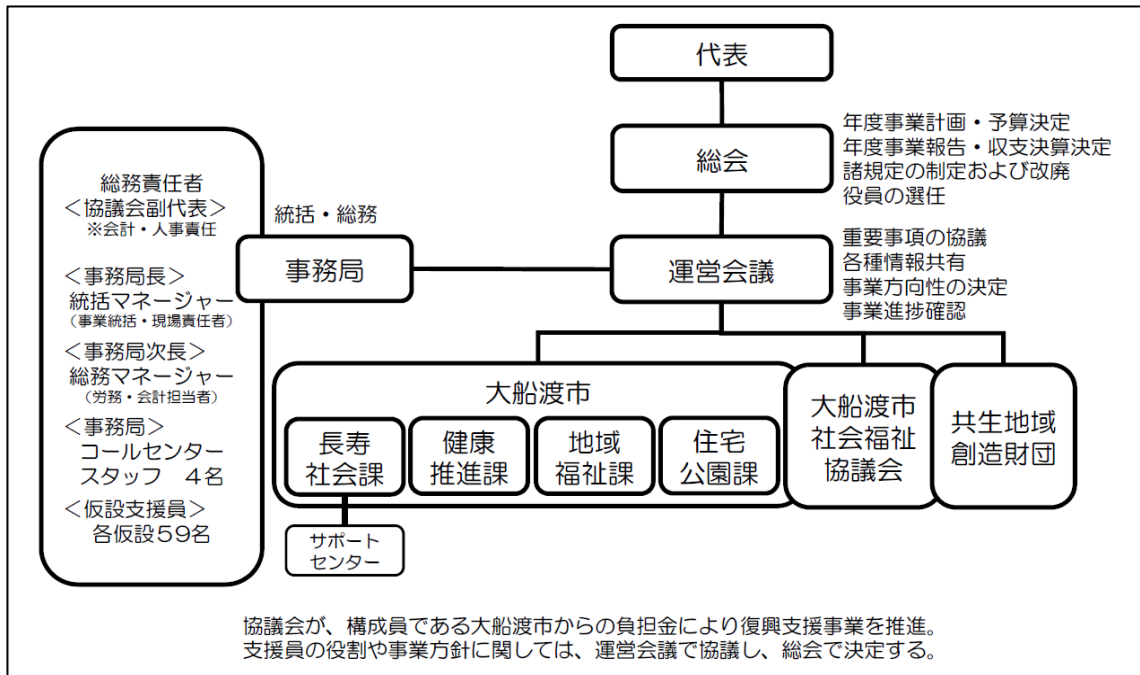 代表
総会
年度事業計画・予算決定
年度事業報告・収支決算決定
諸規定の制定および改廃
役員の選任
総務責任者
<協議会副代表>
※会計・人事責任
<事務局長>
統括マネージャー
(事業統括・現場責任者)
<事務局次長>
総務マネージャー
(労務・会計担当者)
<事務局>
コールセンター
スタッフ 4名
<仮設支援員>
各仮設59名
統括・総務
事務局
運営会議
重要事項の協議
各種情報共有
事業方向性の決定
事業進捗確認
大船渡市
長寿
社会課
健康
推進課
地域
福祉課
住宅
公園課
サポート
センター
大船渡市
社会福祉
協議会
共生地域
創造財団
協議会が、構成員である大船渡市からの負担金により復興支援事業を推進。
支援員の役割や事業方針に関しては、運営会議で協議し、総会で決定する。